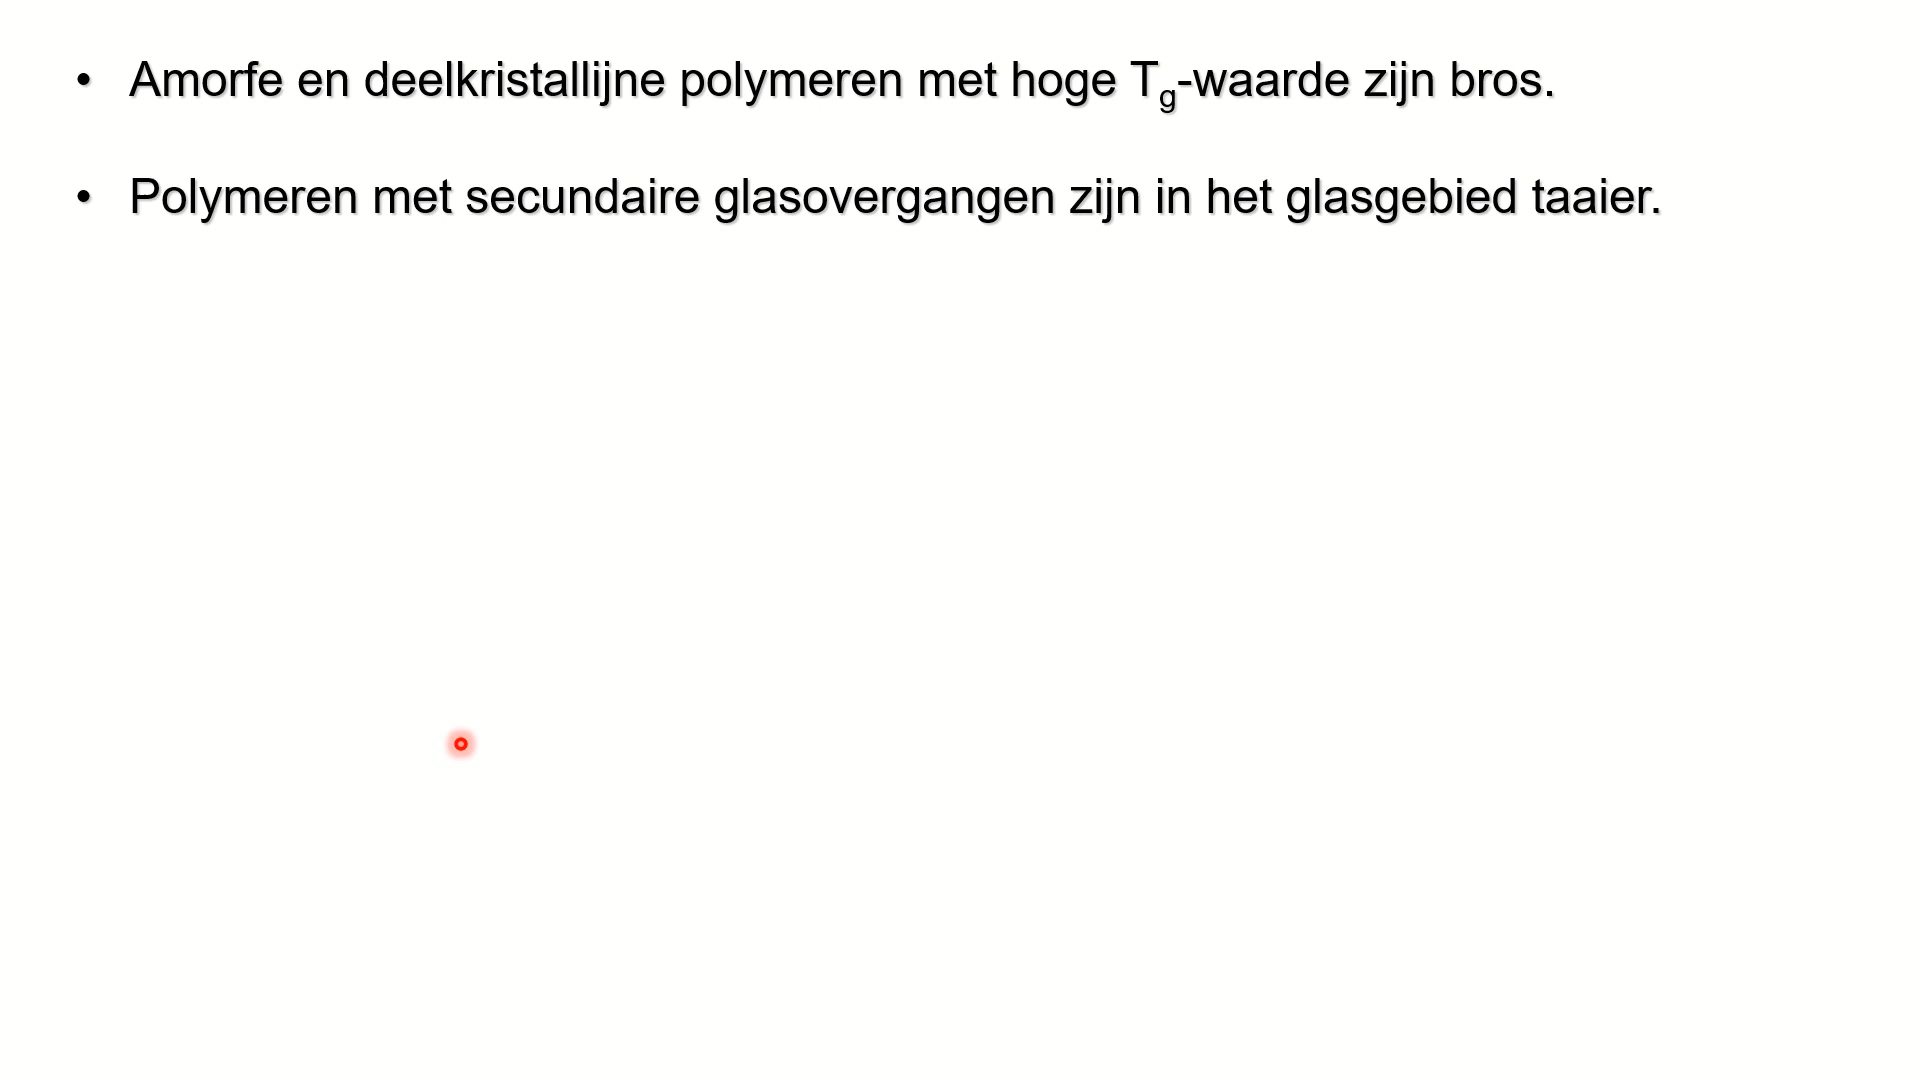 • Amorfe en deelkristallijne polymeren met hoge Tg-waarde zijn bros.
• Polymeren met secundaire glasovergangen zijn in het glasgebied taaier.